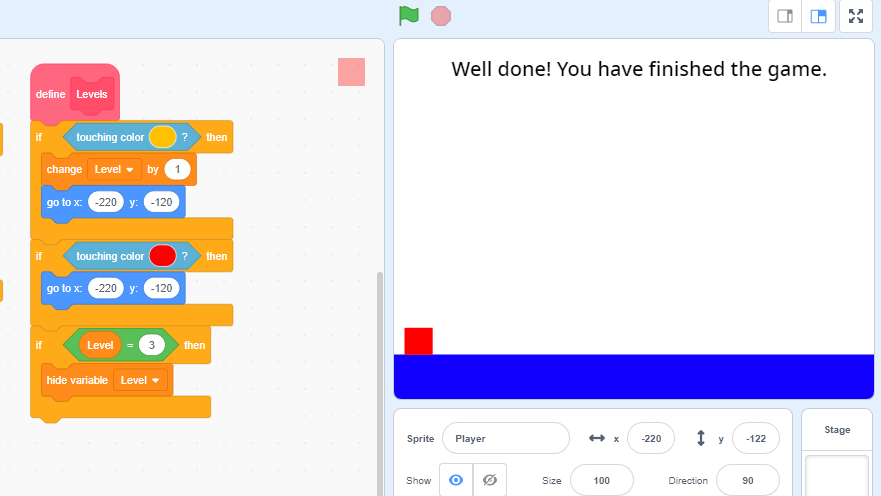 define Levels
if touching color ? then
change Level by 1
go to x: -220 y: -120
if touching color ? then
go to x: -220 y: -120
if Level = 3 then
hide variable Level
Well done! You have finished the game.
Sprite Player x -220 y -122
Show Size 100 Direction 90
Stage